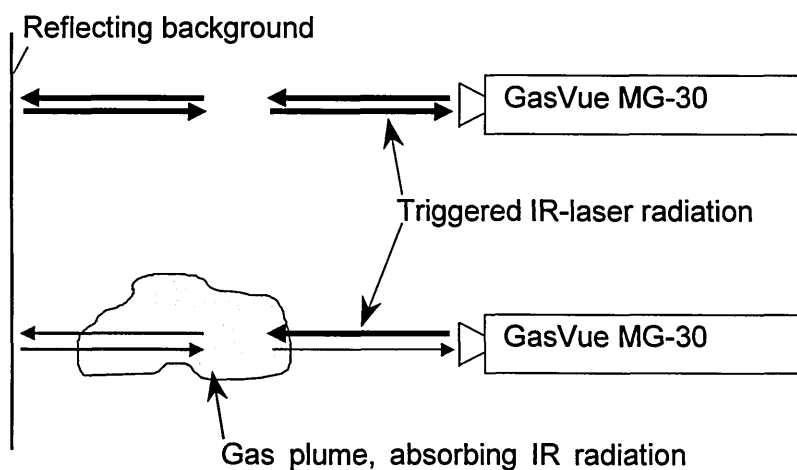 Reflecting background
GasVue MG-30
Triggered IR-laser radiation
GasVue MG-30
Gas plume, absorbing IR radiation